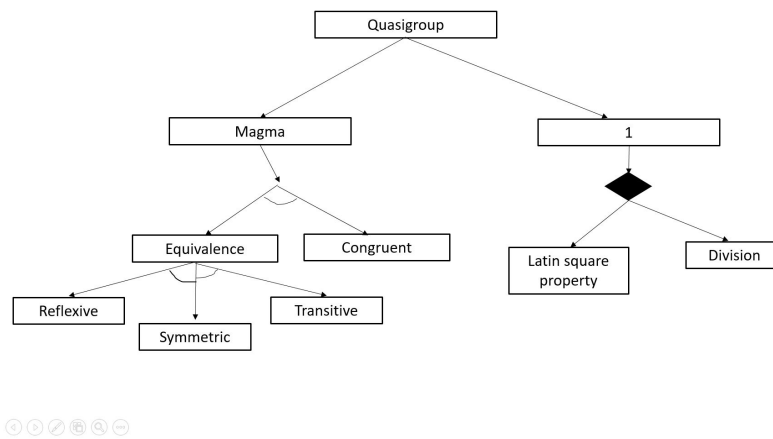 Quasigroup
Magma
1
Equivalence
Congruent
Latin square
property
Division
Reflexive
Symmetric
Transitive